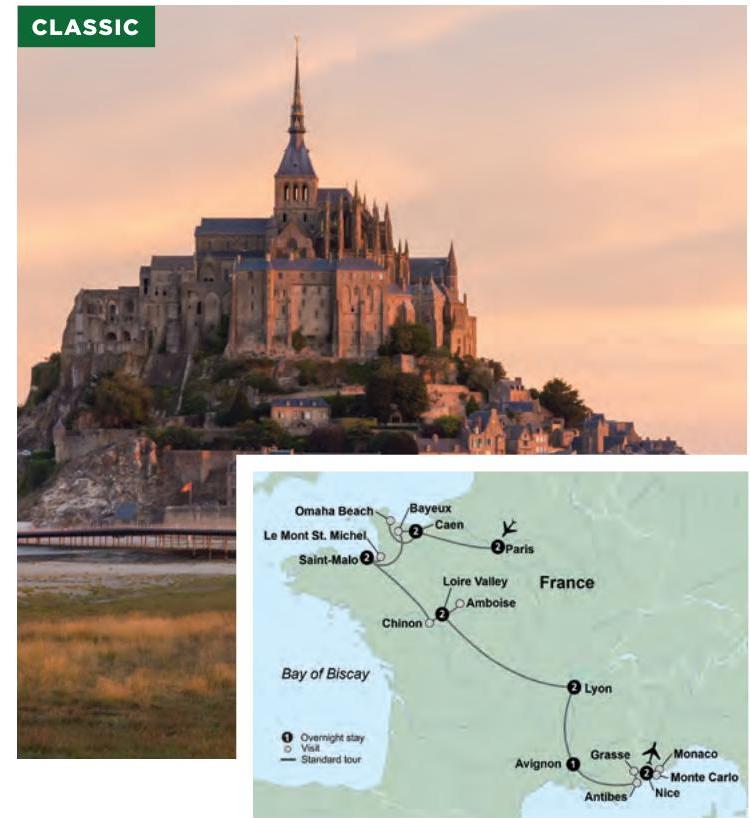 CLASSIC
Omaha Beach
Bayeux
2 Caen
Le Mont St. Michel
2 Paris
Saint-Malo 2
Loire Valley
France
2
Amboise
Chinon
Bay of Biscay
2 Lyon
1 Overnight stay
Visit
Standard tour
Avignon 1
Grasse
Monaco
2
Monte Carlo
Antibes
Nice